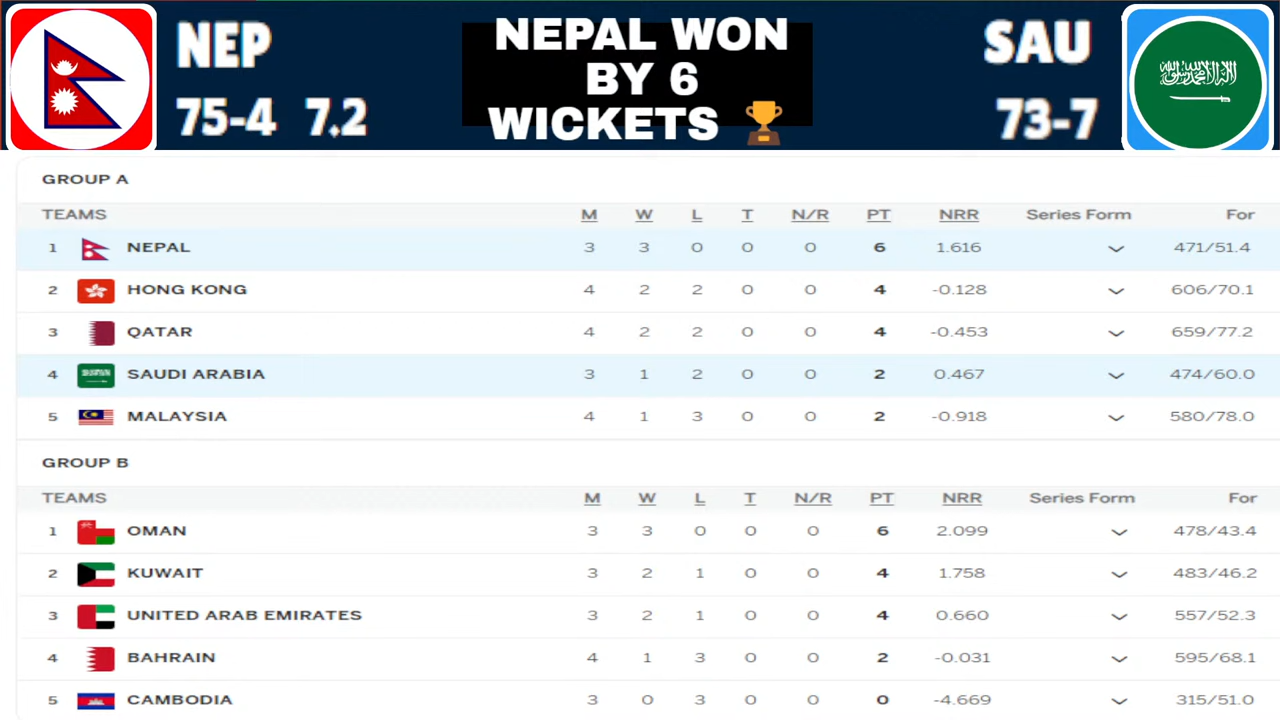 NEP
75-4 7.2
NEPAL WON
BY 6
WICKETS 🏆
SAU
73-7
GROUP A
TEAMS M W L T N/R PT NRR Series Form For
1 NEPAL 3 3 0 0 0 6 1.616 471/51.4
2 HONG KONG 4 2 2 0 0 4 -0.128 606/70.1
3 QATAR 4 2 2 0 0 4 -0.453 659/77.2
4 SAUDI ARABIA 3 1 2 0 0 2 0.467 474/60.0
5 MALAYSIA 4 1 3 0 0 2 -0.918 580/78.0
GROUP B
TEAMS M W L T N/R PT NRR Series Form For
1 OMAN 3 3 0 0 0 6 2.099 478/43.4
2 KUWAIT 3 2 1 0 0 4 1.758 483/46.2
3 UNITED ARAB EMIRATES 3 2 1 0 0 4 0.660 557/52.3
4 BAHRAIN 4 1 3 0 0 2 -0.031 595/68.1
5 CAMBODIA 3 0 3 0 0 0 -4.669 315/51.0